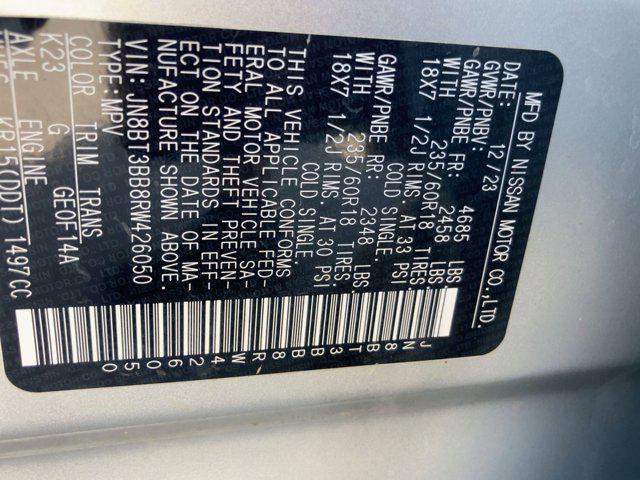 MFD BY NISSAN MOTOR CO.,LTD.
DATE: 12/23
GVWR/PNBV: 4685 LBS
GAWR/PNBE FR: 2458 LBS
WITH 235/60R18 TIRES.
18X7 1/2J RIMS AT 33 PSI
COLD SINGLE
GAWR/PNBE RR: 2348 LBS
WITH 235/60R18 TIRES.
18X7 1/2J RIMS AT 30 PSI
COLD SINGLE
THIS VEHICLE CONFORMS
TO ALL APPLICABLE FED-
ERAL MOTOR VEHICLE SA-
FETY AND THEFT PREVEN-
TION STANDARDS IN EFF-
ECT ON THE DATE OF MA-
NUFACTURE SHOWN ABOVE.
VIN: JN8BT3BB8RW426050
TYPE: MPV
COLOR TRIM TRANS
K23 G GE0F14A
AXLE ENGINE
KR15(DDT) 1497CC
JN8BT3BB8RW426050